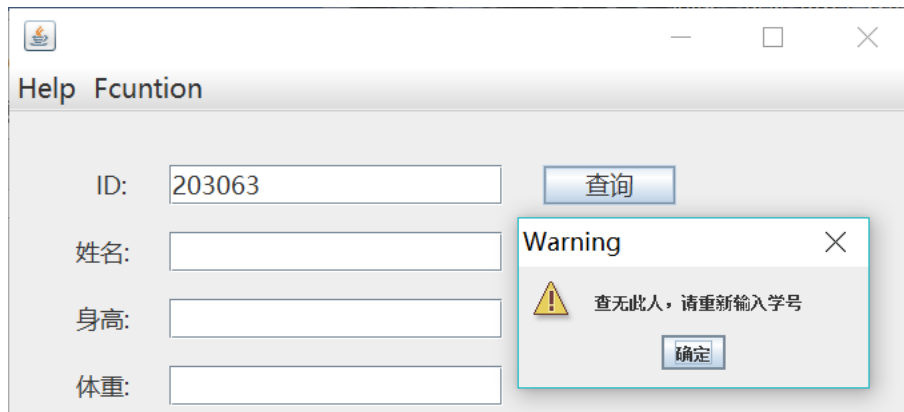 Help Fcuntion
ID: 203063 查询
姓名:
Warning
查无此人，请重新输入学号
身高:
确定
体重: